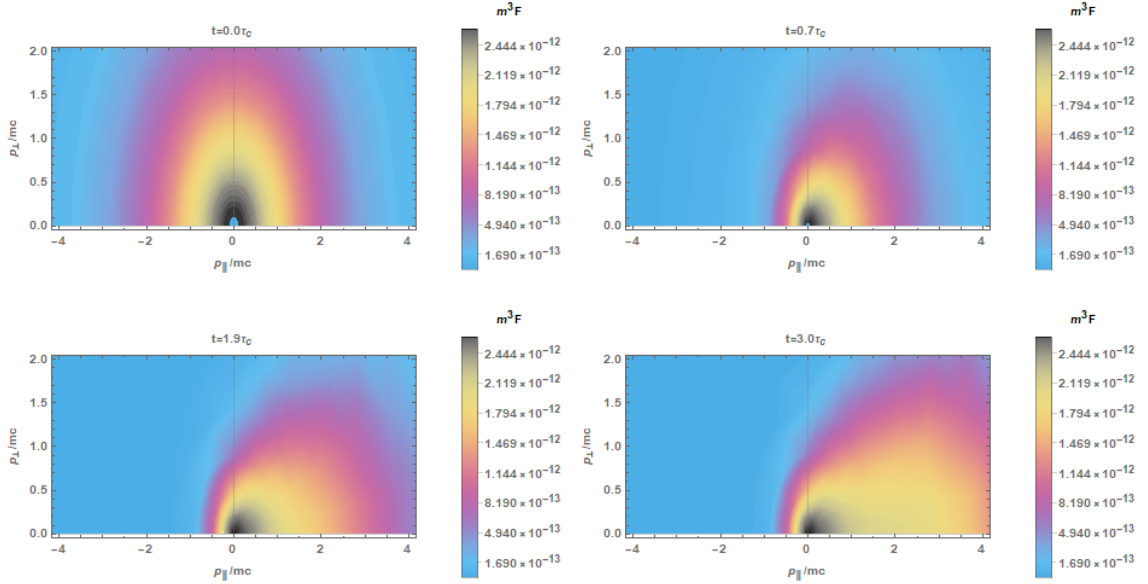 t=0.0τc
m³F
2.0
1.5
1.0
0.5
0.0
p⊥/mc
-4 -2 0 2 4
p∥/mc
2.444 × 10⁻¹²
2.119 × 10⁻¹²
1.794 × 10⁻¹²
1.469 × 10⁻¹²
1.144 × 10⁻¹²
8.190 × 10⁻¹³
4.940 × 10⁻¹³
1.690 × 10⁻¹³
t=0.7τc
m³F
2.0
1.5
1.0
0.5
0.0
p⊥/mc
-4 -2 0 2 4
p∥/mc
2.444 × 10⁻¹²
2.119 × 10⁻¹²
1.794 × 10⁻¹²
1.469 × 10⁻¹²
1.144 × 10⁻¹²
8.190 × 10⁻¹³
4.940 × 10⁻¹³
1.690 × 10⁻¹³
t=1.9τc
m³F
2.0
1.5
1.0
0.5
0.0
p⊥/mc
-4 -2 0 2 4
p∥/mc
2.444 × 10⁻¹²
2.119 × 10⁻¹²
1.794 × 10⁻¹²
1.469 × 10⁻¹²
1.144 × 10⁻¹²
8.190 × 10⁻¹³
4.940 × 10⁻¹³
1.690 × 10⁻¹³
t=3.0τc
m³F
2.0
1.5
1.0
0.5
0.0
p⊥/mc
-4 -2 0 2 4
p∥/mc
2.444 × 10⁻¹²
2.119 × 10⁻¹²
1.794 × 10⁻¹²
1.469 × 10⁻¹²
1.144 × 10⁻¹²
8.190 × 10⁻¹³
4.940 × 10⁻¹³
1.690 × 10⁻¹³